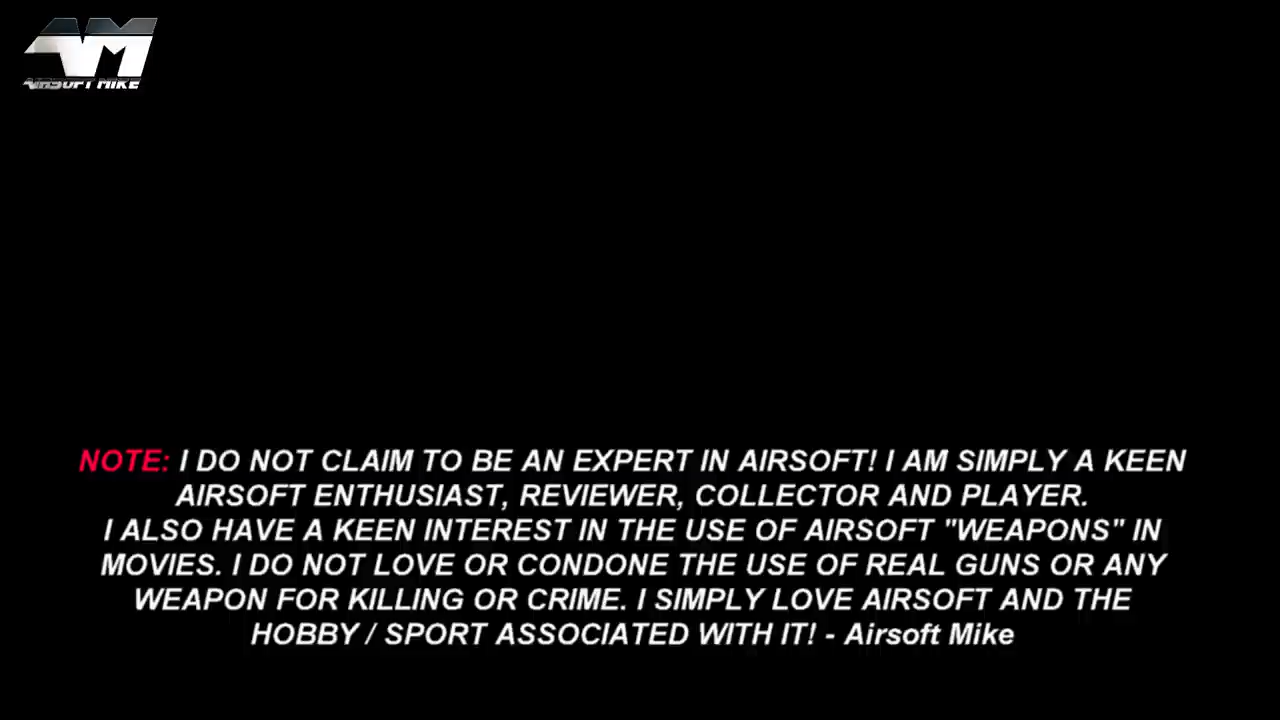 AM
AIRSOFT MIKE
NOTE: I DO NOT CLAIM TO BE AN EXPERT IN AIRSOFT! I AM SIMPLY A KEEN
AIRSOFT ENTHUSIAST, REVIEWER, COLLECTOR AND PLAYER.
I ALSO HAVE A KEEN INTEREST IN THE USE OF AIRSOFT "WEAPONS" IN
MOVIES. I DO NOT LOVE OR CONDONE THE USE OF REAL GUNS OR ANY
WEAPON FOR KILLING OR CRIME. I SIMPLY LOVE AIRSOFT AND THE
HOBBY / SPORT ASSOCIATED WITH IT! - Airsoft Mike